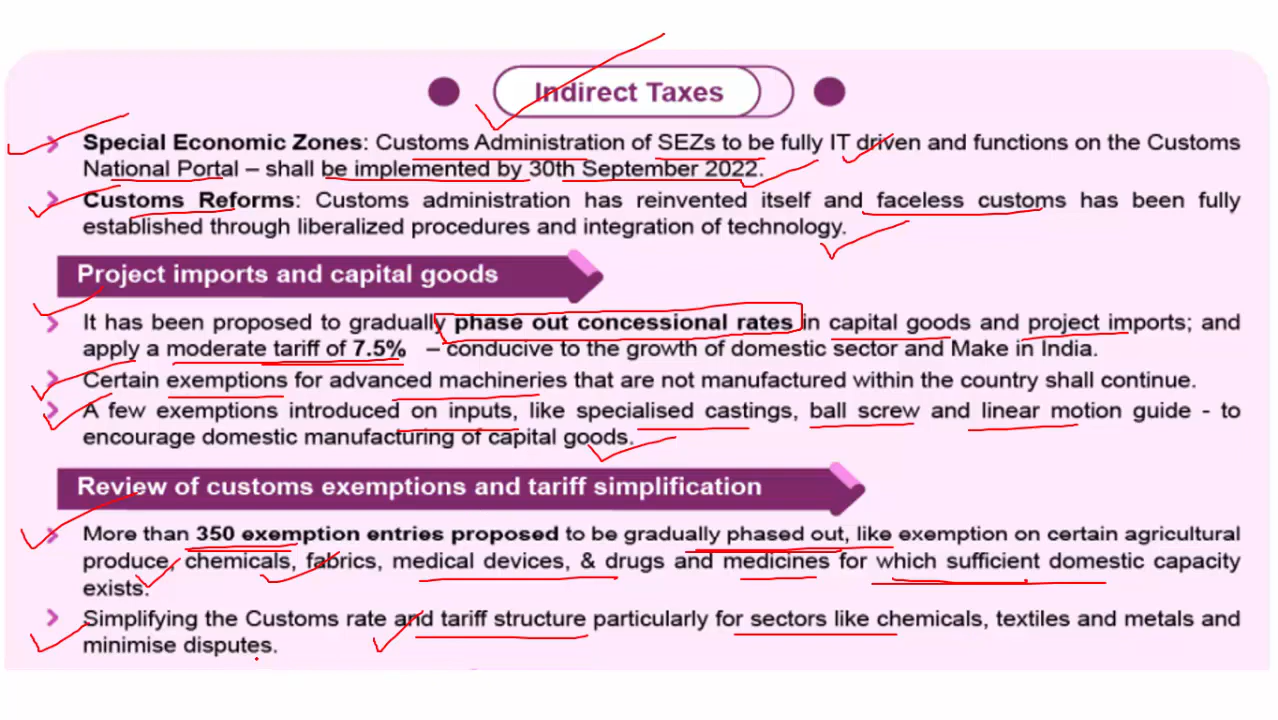 Indirect Taxes
Special Economic Zones: Customs Administration of SEZs to be fully IT driven and functions on the Customs
National Portal – shall be implemented by 30th September 2022.
Customs Reforms: Customs administration has reinvented itself and faceless customs has been fully
established through liberalized procedures and integration of technology.
Project imports and capital goods
It has been proposed to gradually phase out concessional rates in capital goods and project imports; and
apply a moderate tariff of 7.5% – conducive to the growth of domestic sector and Make in India.
Certain exemptions for advanced machineries that are not manufactured within the country shall continue.
A few exemptions introduced on inputs, like specialised castings, ball screw and linear motion guide - to
encourage domestic manufacturing of capital goods.
Review of customs exemptions and tariff simplification
More than 350 exemption entries proposed to be gradually phased out, like exemption on certain agricultural
produce, chemicals, fabrics, medical devices, & drugs and medicines for which sufficient domestic capacity
exists.
Simplifying the Customs rate and tariff structure particularly for sectors like chemicals, textiles and metals and
minimise disputes.